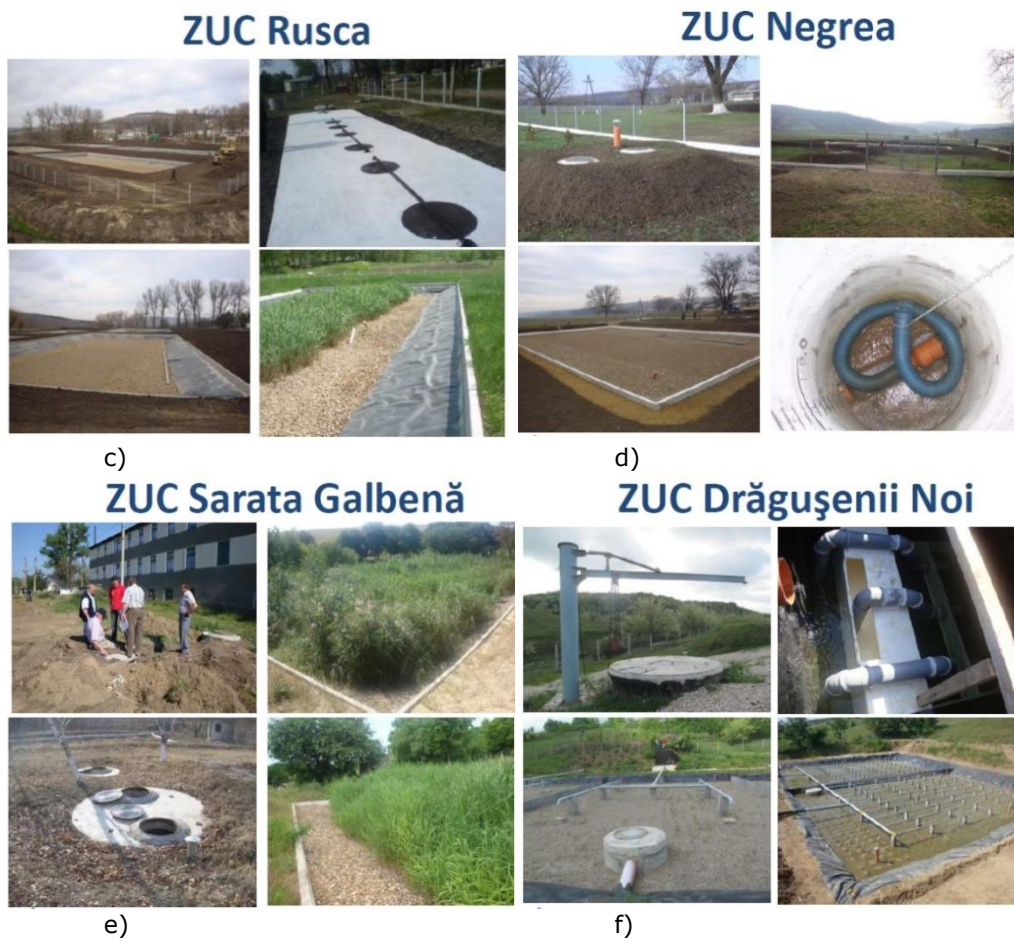 ZUC Rusca
ZUC Negrea
c)
d)
ZUC Sarata Galbenă
ZUC Drăguşenii Noi
e)
f)